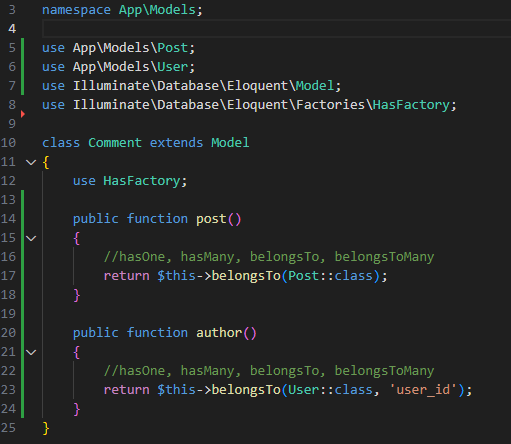 3 namespace App\Models;
4
5 use App\Models\Post;
6 use App\Models\User;
7 use Illuminate\Database\Eloquent\Model;
8 use Illuminate\Database\Eloquent\Factories\HasFactory;
9
10 class Comment extends Model
11 {
12     use HasFactory;
13
14     public function post()
15     {
16         //hasOne, hasMany, belongsTo, belongsToMany
17         return $this->belongsTo(Post::class);
18     }
19
20     public function author()
21     {
22         //hasOne, hasMany, belongsTo, belongsToMany
23         return $this->belongsTo(User::class, 'user_id');
24     }
25 }